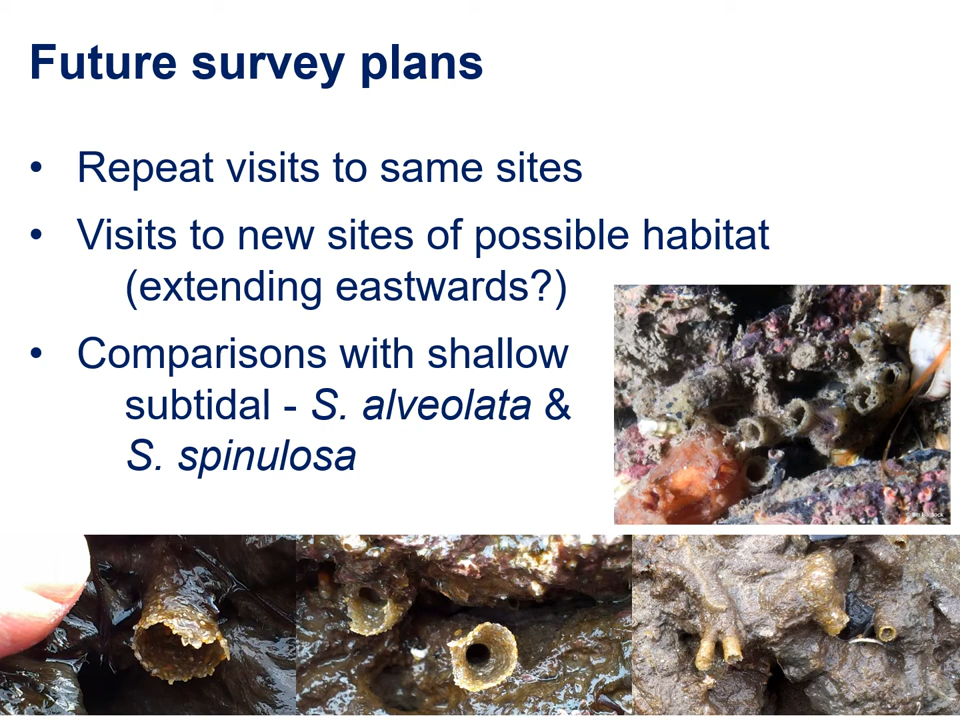 Future survey plans
• Repeat visits to same sites
• Visits to new sites of possible habitat
(extending eastwards?)
• Comparisons with shallow
subtidal - S. alveolata &
S. spinulosa